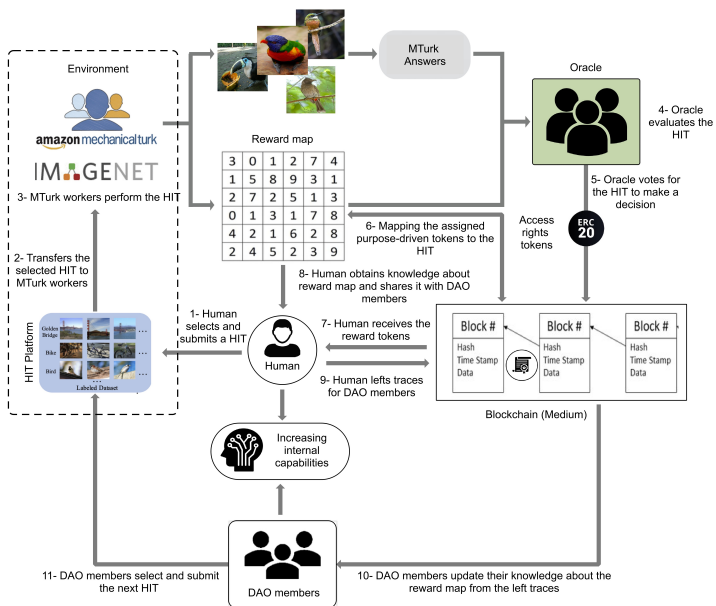 Environment
amazon mechanical turk
IMAGENET
3- MTurk workers perform the HIT
2- Transfers the
selected HIT to
MTurk workers
HIT Platform
Golden
Bridge
Bike
Bird
...
...
...
...
Labeled Dataset
MTurk
Answers
Reward map
3 0 1 2 7 4
1 5 8 9 3 1
2 7 2 5 1 3
0 1 3 1 7 8
4 2 1 6 2 8
2 4 5 2 3 9
Oracle
4- Oracle
evaluates the
HIT
5- Oracle votes for
the HIT to make a
decision
Access
rights
tokens
ERC
20
6- Mapping the assigned
purpose-driven tokens to the
HIT
8- Human obtains knowledge about
reward map and shares it with DAO
members
1- Human
selects and
submits a HIT
Human
7- Human receives the
reward tokens
9- Human lefts traces
for DAO members
Block #
Hash
Time Stamp
Data
Block #
Hash
Time Stamp
Data
Block #
Hash
Time Stamp
Data
Blockchain (Medium)
Increasing
internal
capabilities
DAO members
11- DAO members select and submit
the next HIT
10- DAO members update their knowledge about the
reward map from the left traces